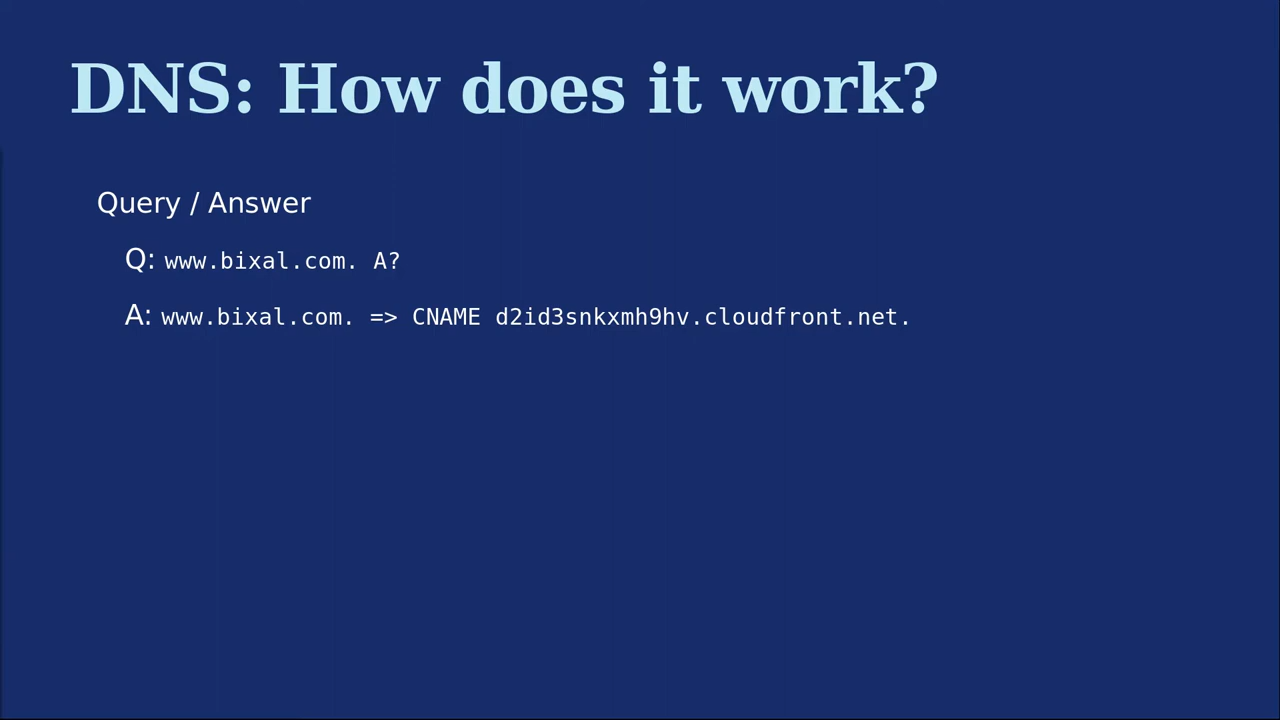 DNS: How does it work?
Query / Answer
Q: www.bixal.com. A?
A: www.bixal.com. => CNAME d2id3snkxmh9hv.cloudfront.net.